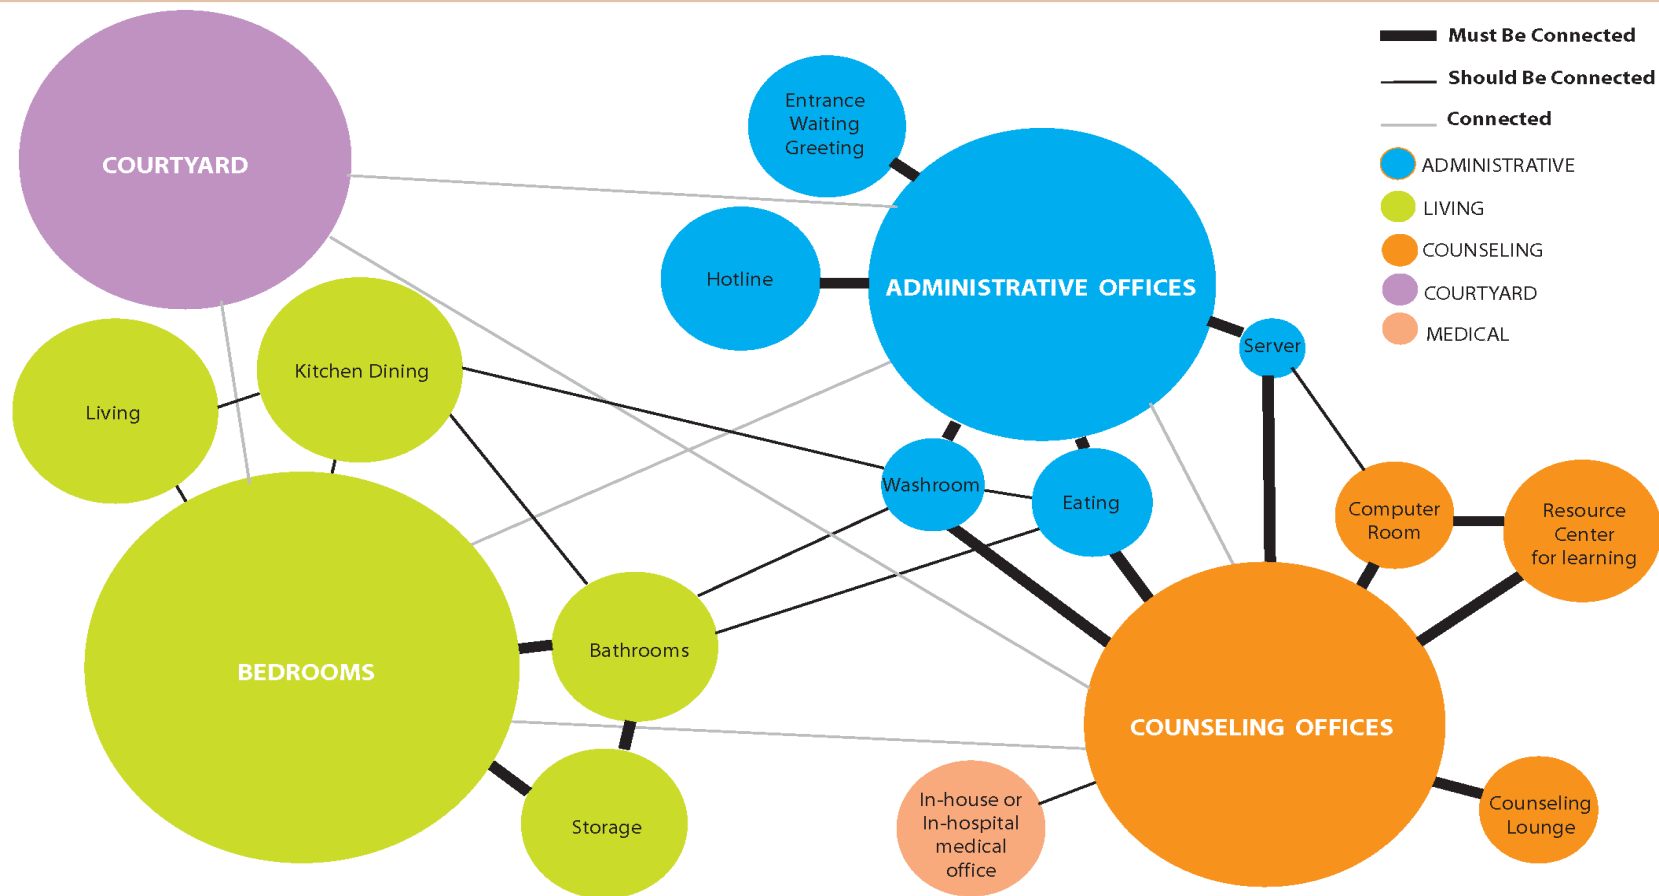 COURTYARD
Entrance
Waiting
Greeting
Hotline
ADMINISTRATIVE OFFICES
Server
Kitchen Dining
Living
Washroom
Eating
Computer
Room
Resource
Center
for learning
Bathrooms
BEDROOMS
Storage
COUNSELING OFFICES
In-house or
In-hospital
medical
office
Counseling
Lounge
Must Be Connected
Should Be Connected
Connected
ADMINISTRATIVE
LIVING
COUNSELING
COURTYARD
MEDICAL